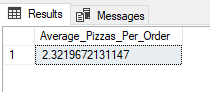 Results Messages
Average_Pizzas_Per_Order
1 2.3219672131147